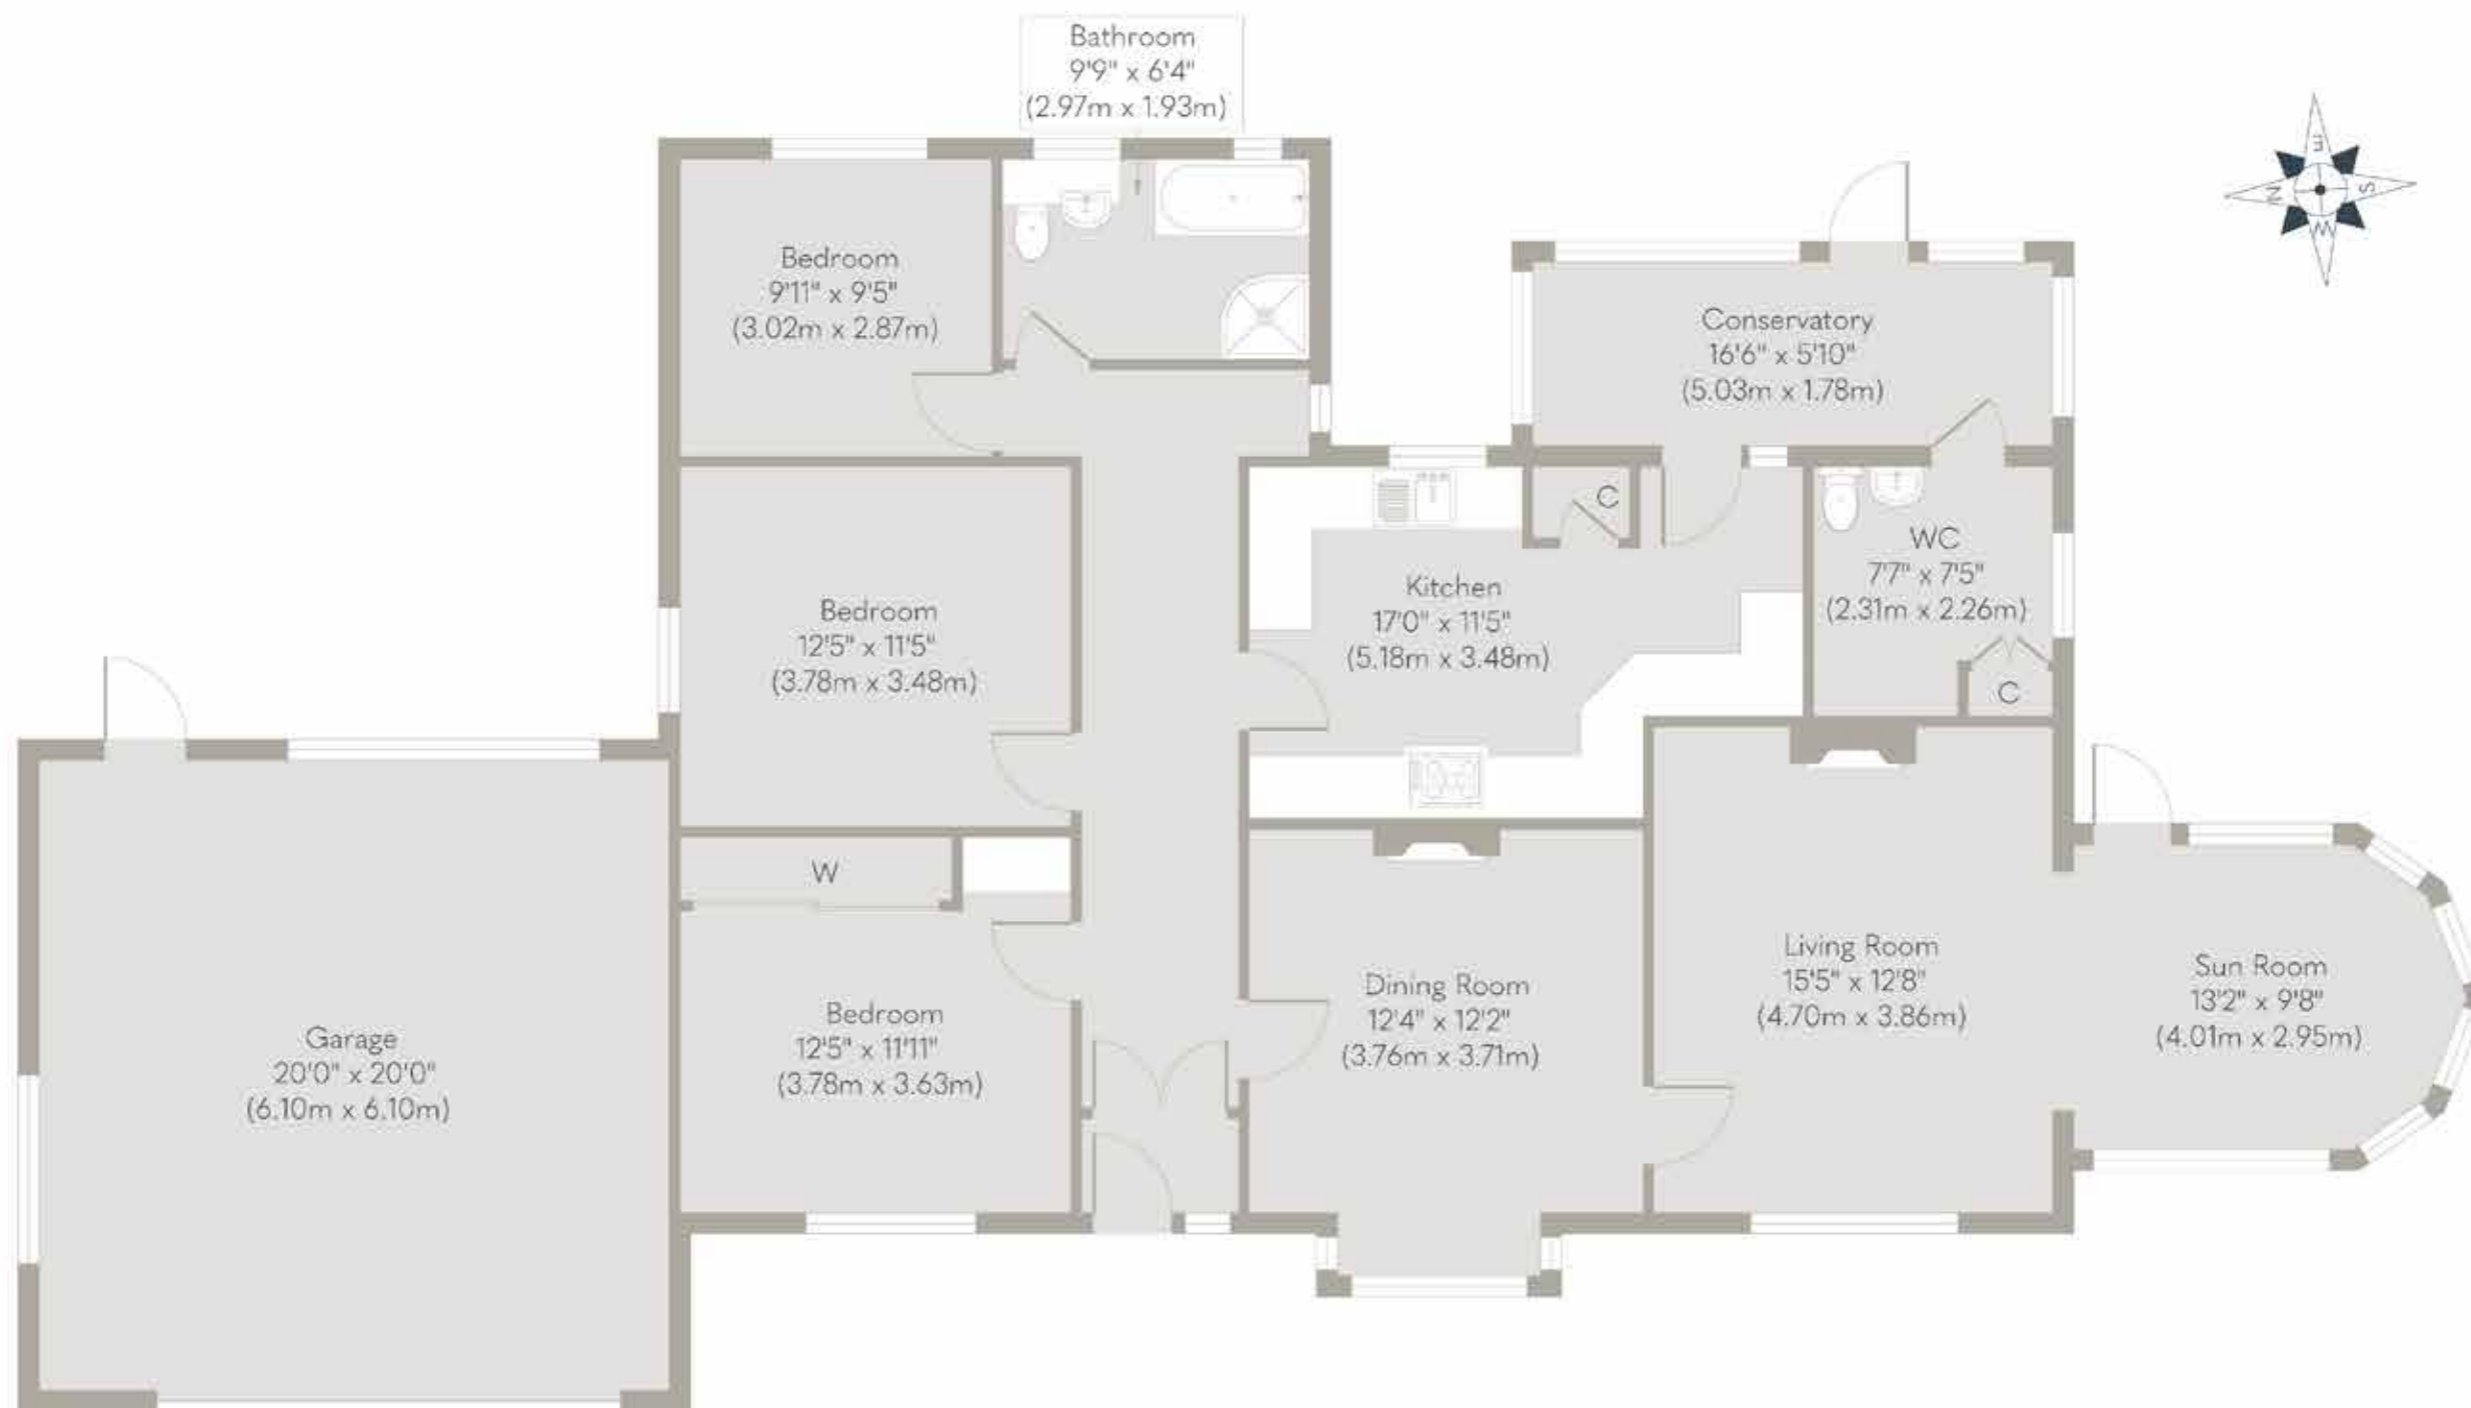 Bathroom
9'9" x 6'4"
(2.97m x 1.93m)
E
N
S
W
Bedroom
9'11" x 9'5"
(3.02m x 2.87m)
Conservatory
16'6" x 5'10"
(5.03m x 1.78m)
C
WC
7'7" x 7'5"
(2.31m x 2.26m)
C
Kitchen
17'0" x 11'5"
(5.18m x 3.48m)
Bedroom
12'5" x 11'5"
(3.78m x 3.48m)
W
Bedroom
12'5" x 11'11"
(3.78m x 3.63m)
Dining Room
12'4" x 12'2"
(3.76m x 3.71m)
Living Room
15'5" x 12'8"
(4.70m x 3.86m)
Sun Room
13'2" x 9'8"
(4.01m x 2.95m)
Garage
20'0" x 20'0"
(6.10m x 6.10m)